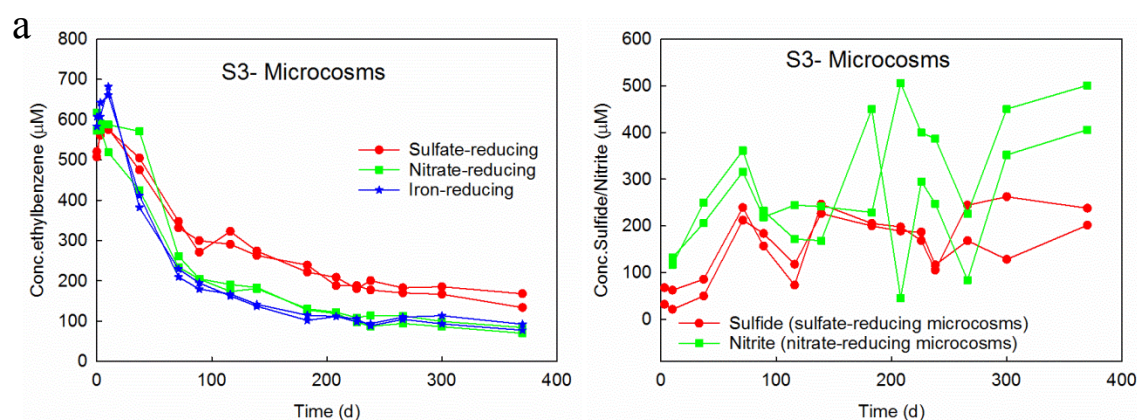 a
S3- Microcosms
Conc.ethylbenzene (μM)
800
700
600
500
400
300
200
100
0
Sulfate-reducing
Nitrate-reducing
Iron-reducing
0
100
200
300
400
Time (d)
S3- Microcosms
Conc.Sulfide/Nitrite (μM)
600
500
400
300
200
100
0
Sulfide (sulfate-reducing microcosms)
Nitrite (nitrate-reducing microcosms)
0
100
200
300
400
Time (d)